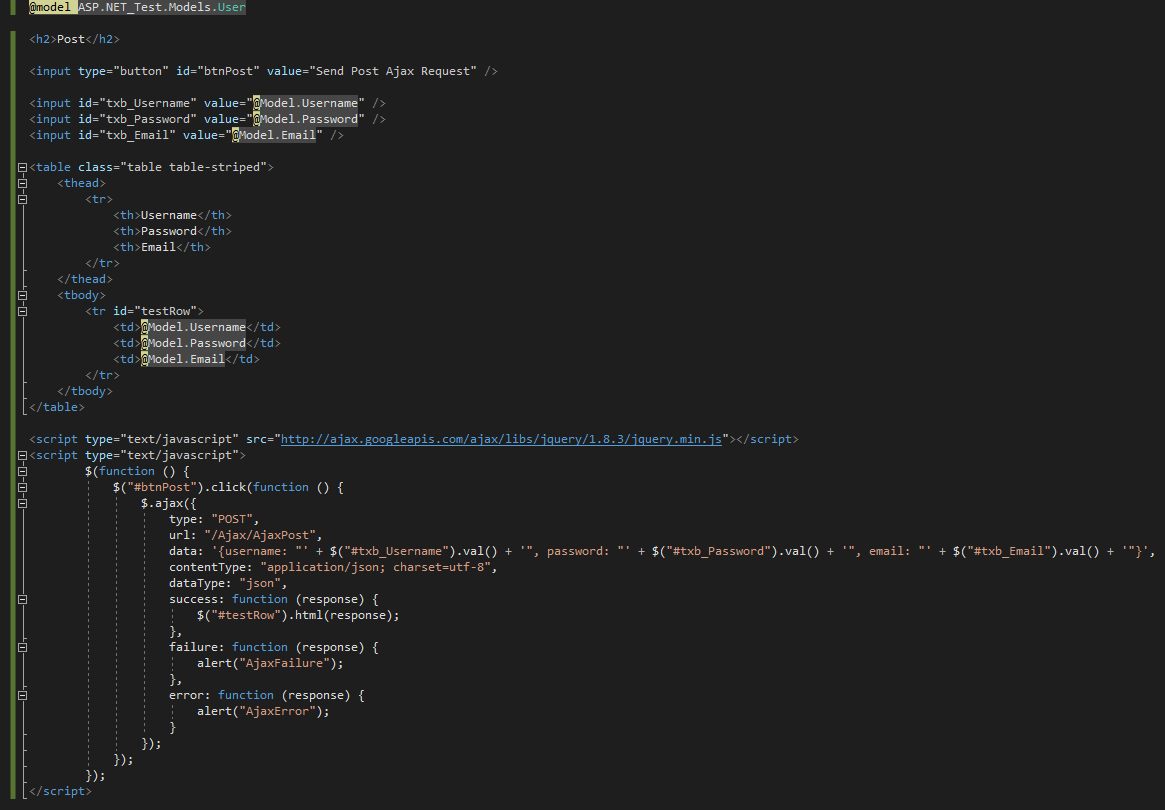 @model ASP.NET_Test.Models.User
<h2>Post</h2>
<input type="button" id="btnPost" value="Send Post Ajax Request" />
<input id="txb_Username" value="@Model.Username" />
<input id="txb_Password" value="@Model.Password" />
<input id="txb_Email" value="@Model.Email" />
<table class="table table-striped">
<thead>
<tr>
<th>Username</th>
<th>Password</th>
<th>Email</th>
</tr>
</thead>
<tbody>
<tr id="testRow">
<td>@Model.Username</td>
<td>@Model.Password</td>
<td>@Model.Email</td>
</tr>
</tbody>
</table>
<script type="text/javascript" src="http://ajax.googleapis.com/ajax/libs/jquery/1.8.3/jquery.min.js"></script>
<script type="text/javascript">
$(function () {
$("#btnPost").click(function () {
$.ajax({
type: "POST",
url: "/Ajax/AjaxPost",
data: '{username: "' + $("#txb_Username").val() + '", password: "' + $("#txb_Password").val() + '", email: "' + $("#txb_Email").val() + '"}',
contentType: "application/json; charset=utf-8",
dataType: "json",
success: function (response) {
$("#testRow").html(response);
},
failure: function (response) {
alert("AjaxFailure");
},
error: function (response) {
alert("AjaxError");
}
});
});
});
</script>